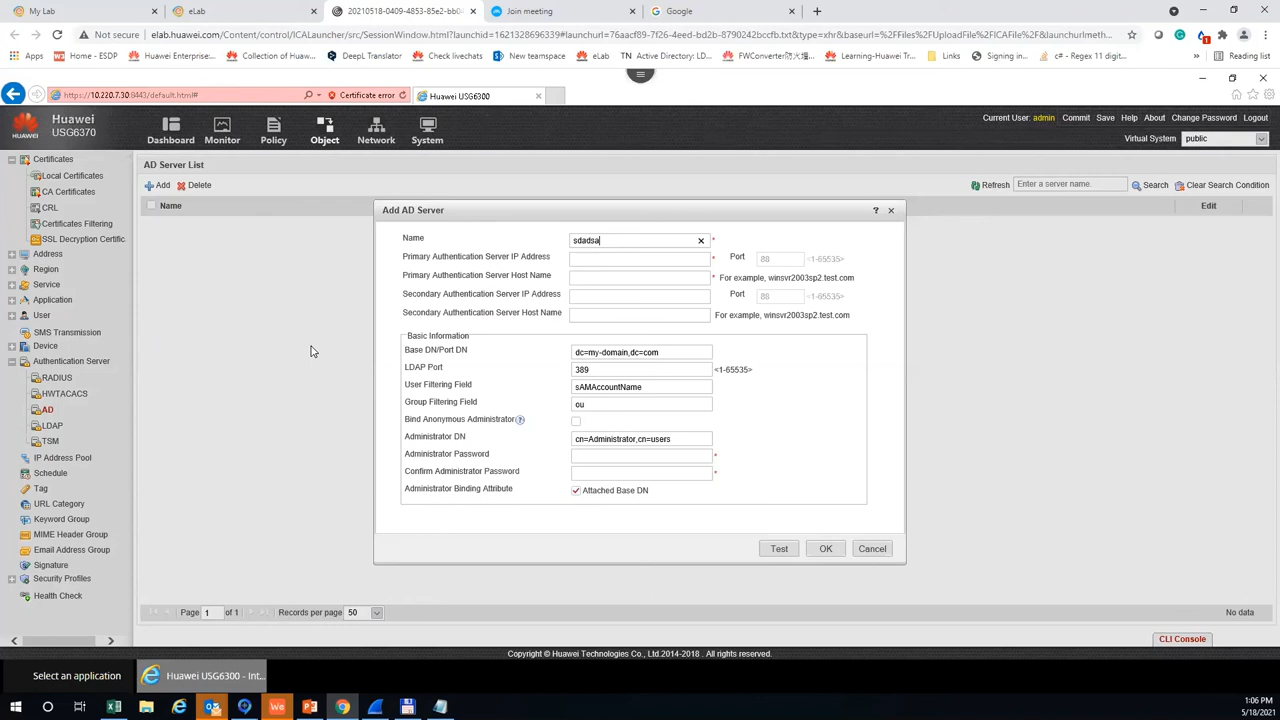 My Lab
eLab
20210518-0409-4853-85e2-bb04
Join meeting
Google
Not secure
elab.huawei.com/Content/control/ICALauncher/src/SessionWindow.html?launchid=1621328696339#launchurl=76aacf89-7f26-4eed-bd2b-8790242bccfb.txt&type=xhr&baseurl=%2FFiles%2FUploadFile%2FICAFile%2F&launchurlmeth...
Apps
Home - ESDP
Huawei Enterprise:...
Collection of Huaw...
DeepL Translator
Check livechats
New teamspace
eLab
TN Active Directory: LD...
Learning-Huawei Tr...
Links
Signing in...
c# - Regex 11 digit...
Reading list
https://10.220.7.30:8443/default.html#
Certificate error
Huawei USG6300
HUAWEI
Huawei
USG6370
Dashboard
Monitor
Policy
Object
Network
System
Current User: admin
Commit
Save
Help
About
Change Password
Logout
Virtual System
public
Certificates
Local Certificates
CA Certificates
CRL
Certificates Filtering
SSL Decryption Certific
Address
Region
Service
Application
User
SMS Transmission
Device
Authentication Server
RADIUS
HWTACACS
AD
LDAP
TSM
IP Address Pool
Schedule
Tag
URL Category
Keyword Group
MIME Header Group
Email Address Group
Signature
Security Profiles
Health Check
AD Server List
Add
Delete
Refresh
Enter a server name.
Search
Clear Search Condition
Name
Edit
Add AD Server
?
Name
sdadsa
*
Primary Authentication Server IP Address
*
Port
88
<1-65535>
Primary Authentication Server Host Name
* For example, winsvr2003sp2.test.com
Secondary Authentication Server IP Address
Port
88
<1-65535>
Secondary Authentication Server Host Name
For example, winsvr2003sp2.test.com
Basic Information
Base DN/Port DN
dc=my-domain,dc=com
LDAP Port
389
<1-65535>
User Filtering Field
sAMAccountName
Group Filtering Field
ou
Bind Anonymous Administrator
Administrator DN
cn=Administrator,cn=users
Administrator Password
*
Confirm Administrator Password
*
Administrator Binding Attribute
Attached Base DN
Test
OK
Cancel
Page
1
of 1
Records per page
50
No data
CLI Console
Copyright © Huawei Technologies Co., Ltd.2014-2018 . All rights reserved.
Select an application
Huawei USG6300 - Int...
We
1:06 PM
5/18/2021